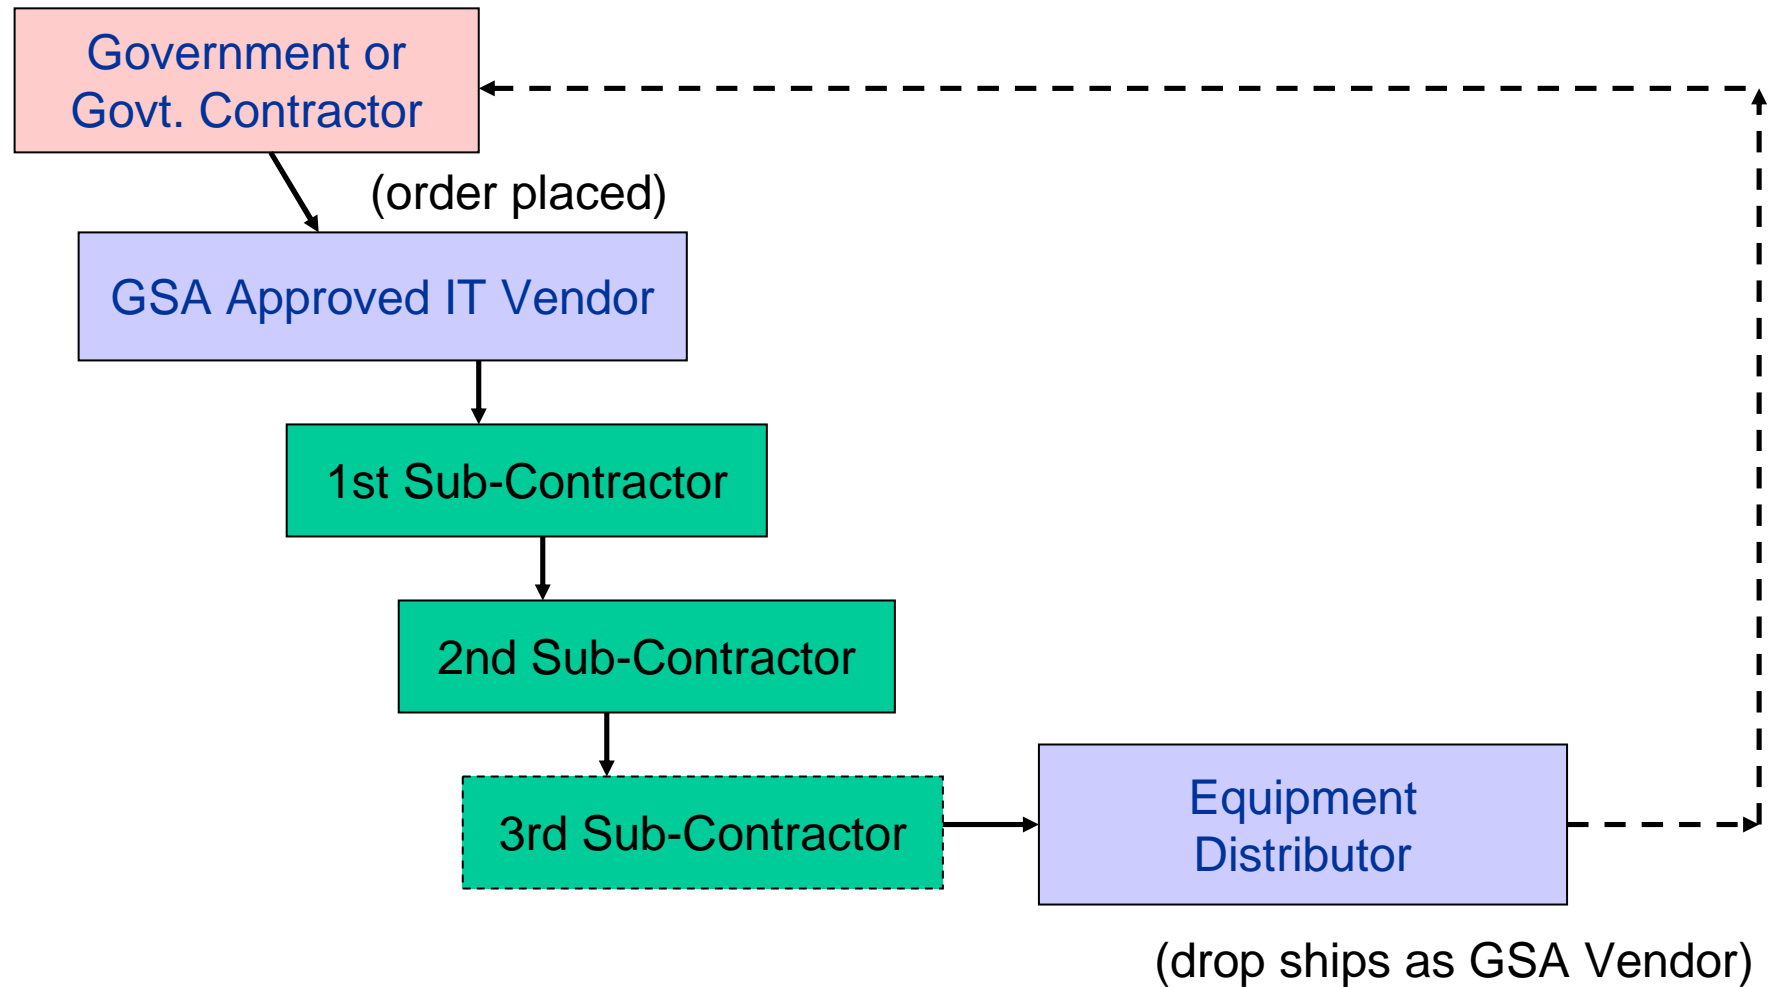 Government or
Govt. Contractor
(order placed)
GSA Approved IT Vendor
1st Sub-Contractor
2nd Sub-Contractor
3rd Sub-Contractor
Equipment
Distributor
(drop ships as GSA Vendor)